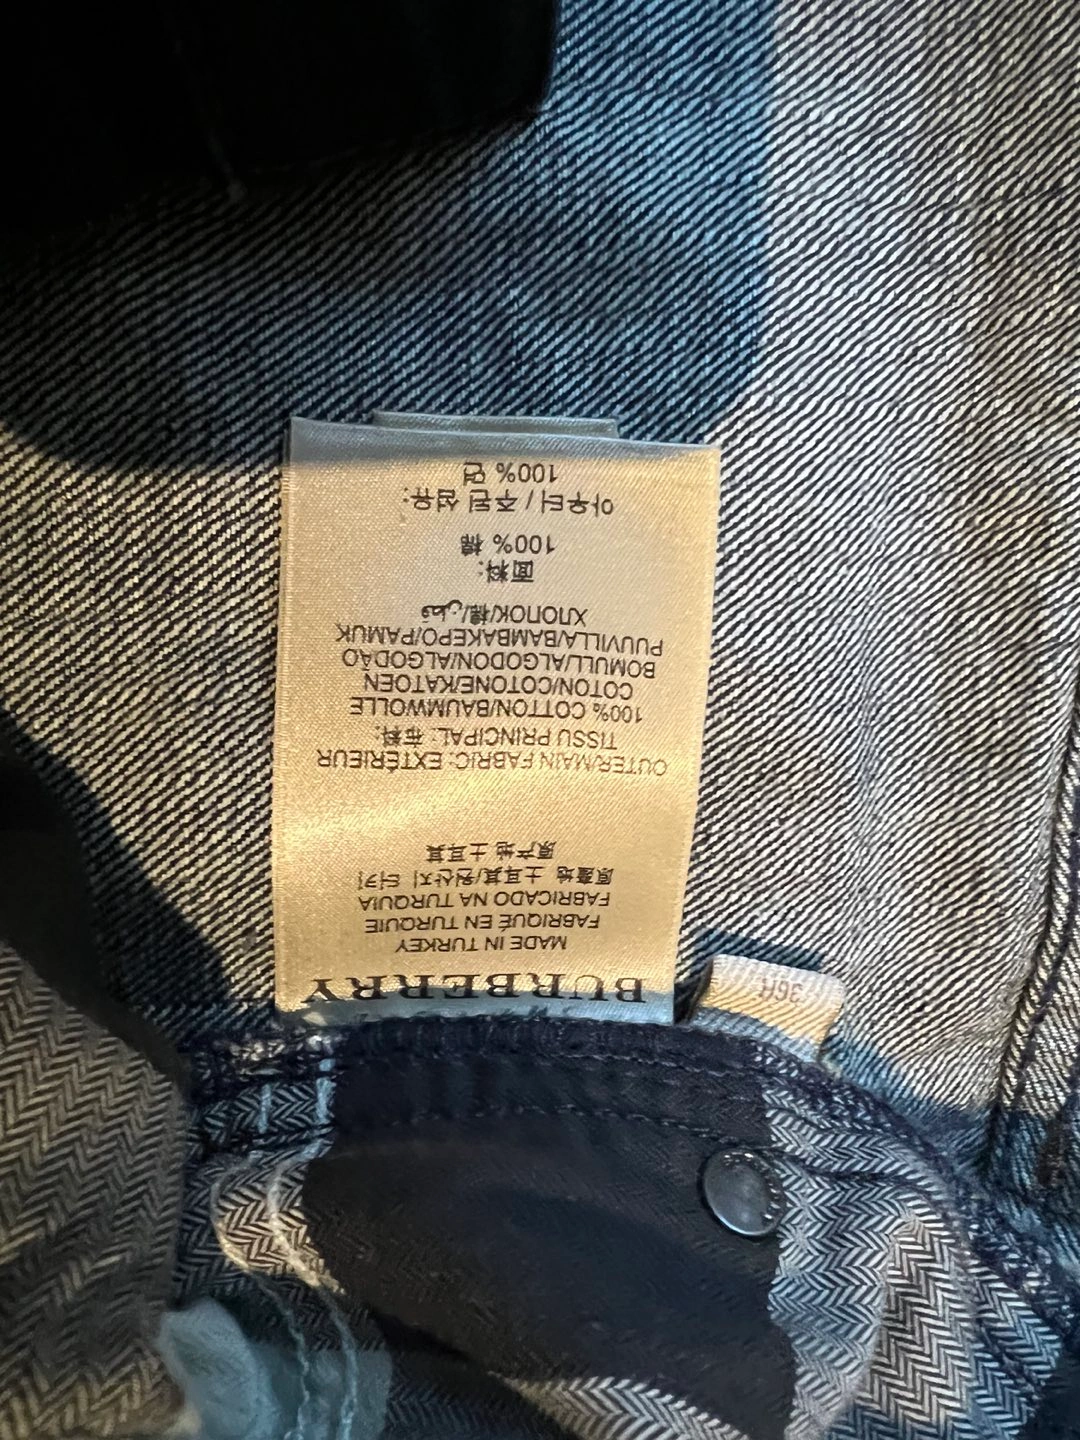 BURBERRY
MADE IN TURKEY
FABRIQUÉ EN TURQUIE
FABRICADO NA TURQUIA
原產地 土耳其/원산지 터키
原产地 土耳其
OUTER/MAIN FABRIC: EXTÉRIEUR
TISSU PRINCIPAL: 布料:
100% COTTON/BAUMWOLLE
COTON/COTONE/KATOEN
BOMULL/ALGODON/ALGODÃO
PUUVILLA/ΒΑΜΒΑΚΕΡΟ/PAMUK
ХЛОПОК/棉/قطن
面料:
100% 棉
아우터 / 주된 섬유:
100% 면
36R